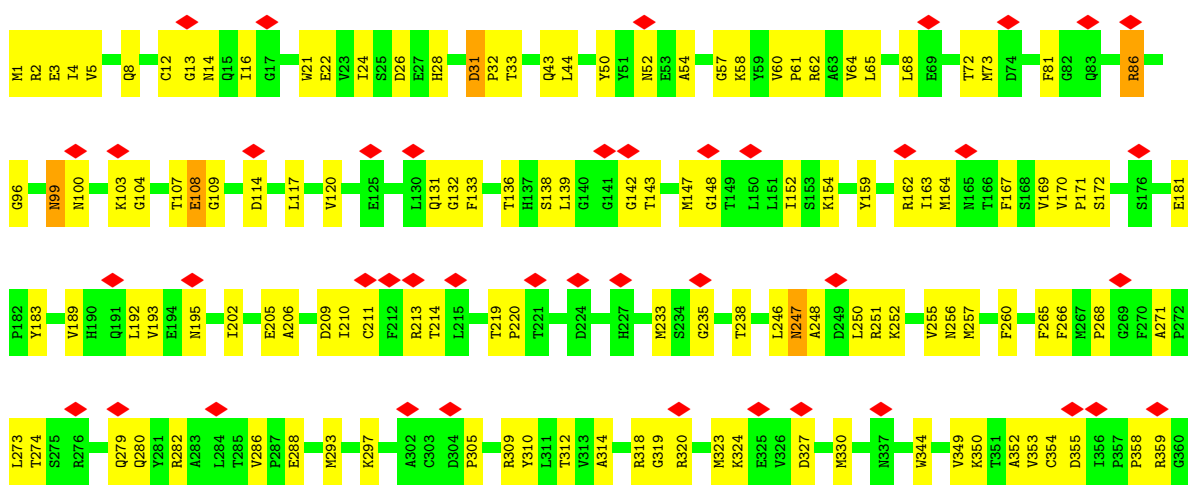 M1 R2 E3 I4 V5 Q8 C12 G13 N14 Q15 I16 G17 W21 E22 V23 I24 S25 D26 E27 H28 D31 P32 T33 Q43 L44 Y50 Y51 N52 E53 A54 G57 K58 Y59 V60 P61 R62 A63 V64 L65 L68 E69 T72 M73 D74 F81 G82 Q83 R86
G96 N99 N100 K103 G104 T107 E108 G109 D114 L117 V120 E125 L130 Q131 G132 F133 T136 H137 S138 L139 G140 G141 G142 T143 M147 G148 T149 L150 L151 I152 S153 K154 Y159 R162 I163 M164 N165 T166 F167 S168 V169 V170 P171 S172 S176 E181
P182 Y183 V189 H190 Q191 L192 V193 E194 N195 I202 E205 A206 D209 I210 C211 F212 R213 T214 L215 T219 P220 T221 D224 H227 M233 S234 G235 T238 L246 N247 A248 D249 L250 R251 K252 V255 N256 M257 F260 F265 F266 M267 P268 G269 F270 A271 P272
L273 T274 S275 R276 Q279 Q280 Y281 R282 A283 L284 T285 V286 P287 E288 M293 K297 A302 C303 D304 P305 R309 Y310 L311 T312 V313 A314 R318 G319 R320 M323 K324 E325 V326 D327 M330 N337 W344 V349 K350 T351 A352 V353 C354 D355 I356 P357 P358 R359 G360